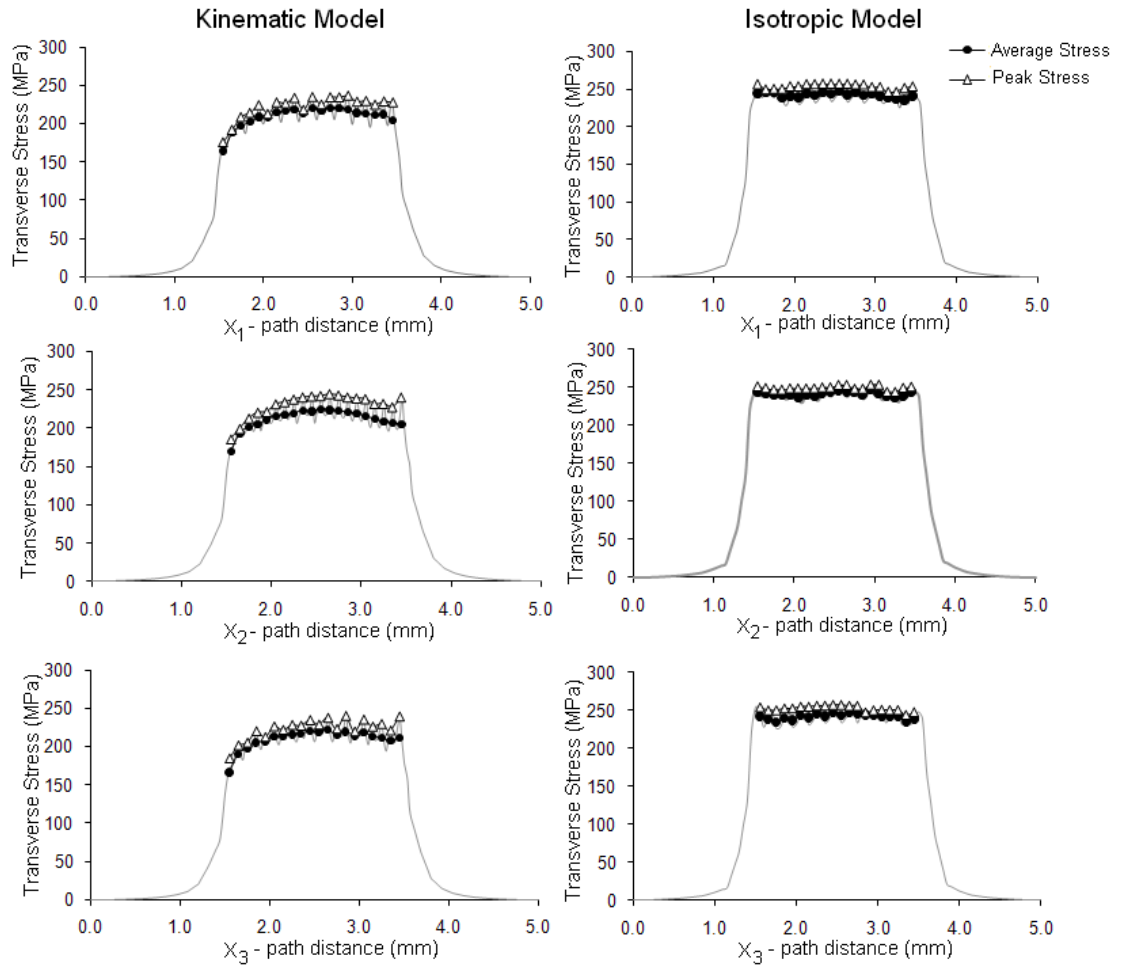 Kinematic Model
Isotropic Model
Average Stress
Peak Stress
Transverse Stress (MPa)
300
250
200
150
100
50
0
0.0 1.0 2.0 3.0 4.0 5.0
X1 - path distance (mm)
Transverse Stress (MPa)
300
250
200
150
100
50
0
0.0 1.0 2.0 3.0 4.0 5.0
X1 - path distance (mm)
Transverse Stress (MPa)
300
250
200
150
100
50
0
0.0 1.0 2.0 3.0 4.0 5.0
X2 - path distance (mm)
Transverse Stress (MPa)
300
250
200
150
100
50
0
0.0 1.0 2.0 3.0 4.0 5.0
X2 - path distance (mm)
Transverse Stress (MPa)
300
250
200
150
100
50
0
0.0 1.0 2.0 3.0 4.0 5.0
X3 - path distance (mm)
Transverse Stress (MPa)
300
250
200
150
100
50
0
0.0 1.0 2.0 3.0 4.0 5.0
X3 - path distance (mm)